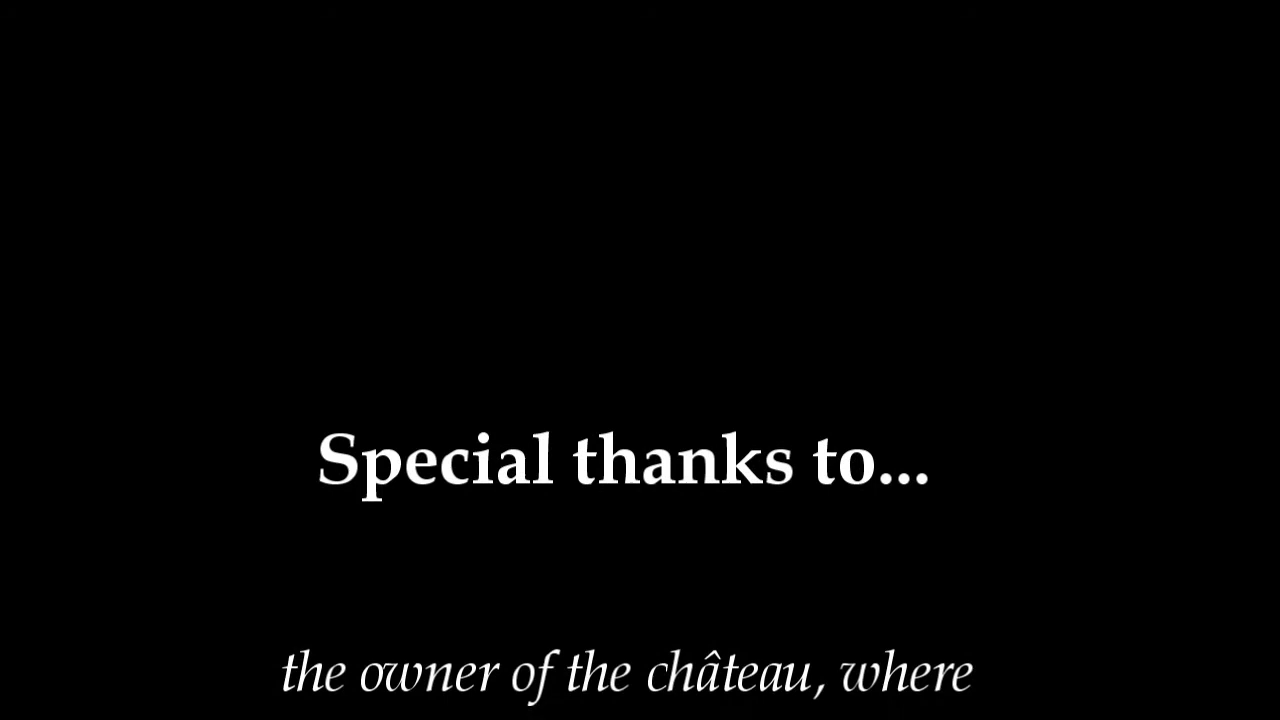 Special thanks to...
the owner of the château, where